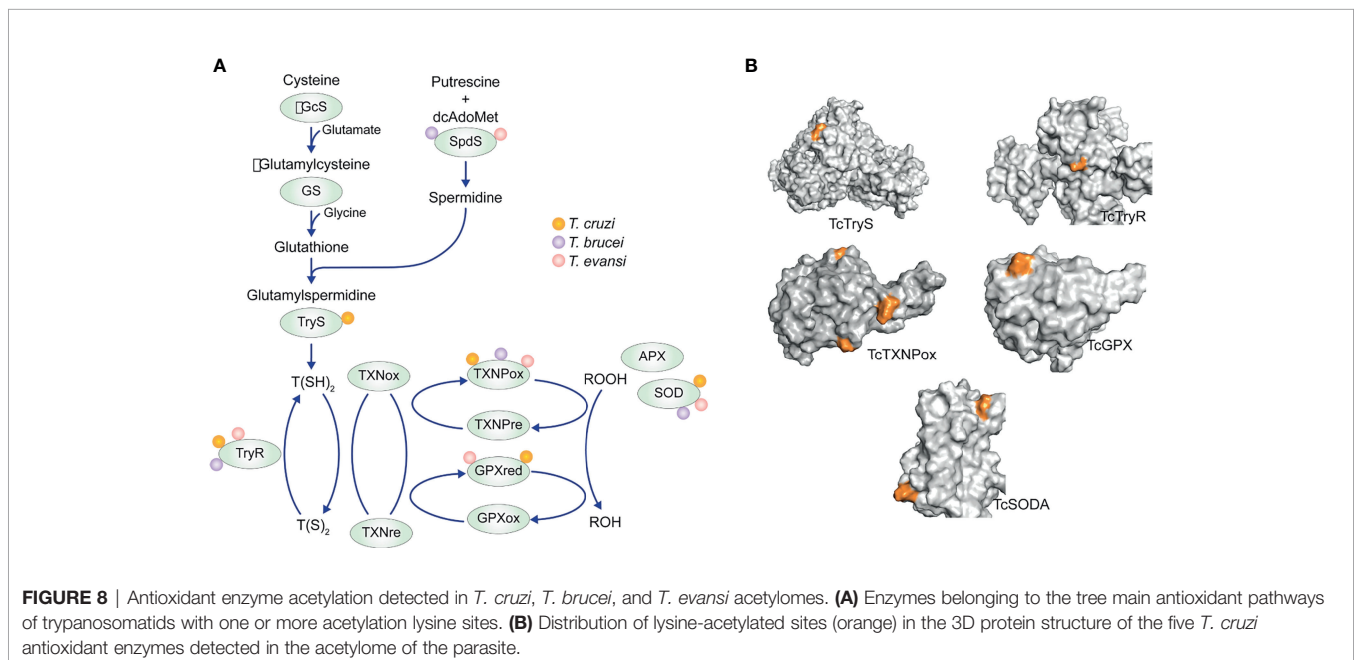 A
Cysteine
▯GcS
Glutamate
▯Glutamylcysteine
GS
Glycine
Glutathione
Glutamylspermidine
TryS
Putrescine
+
dcAdoMet
SpdS
Spermidine
T. cruzi
T. brucei
T. evansi
T(SH)₂
TryR
T(S)₂
TXNox
TXNre
TXNPox
TXNPre
GPXred
GPXox
ROOH
ROH
APX
SOD
B
TcTryS
TcTryR
TcTXNPox
TcGPX
TcSODA
FIGURE 8 | Antioxidant enzyme acetylation detected in T. cruzi, T. brucei, and T. evansi acetylomes. (A) Enzymes belonging to the tree main antioxidant pathways
of trypanosomatids with one or more acetylation lysine sites. (B) Distribution of lysine-acetylated sites (orange) in the 3D protein structure of the five T. cruzi
antioxidant enzymes detected in the acetylome of the parasite.